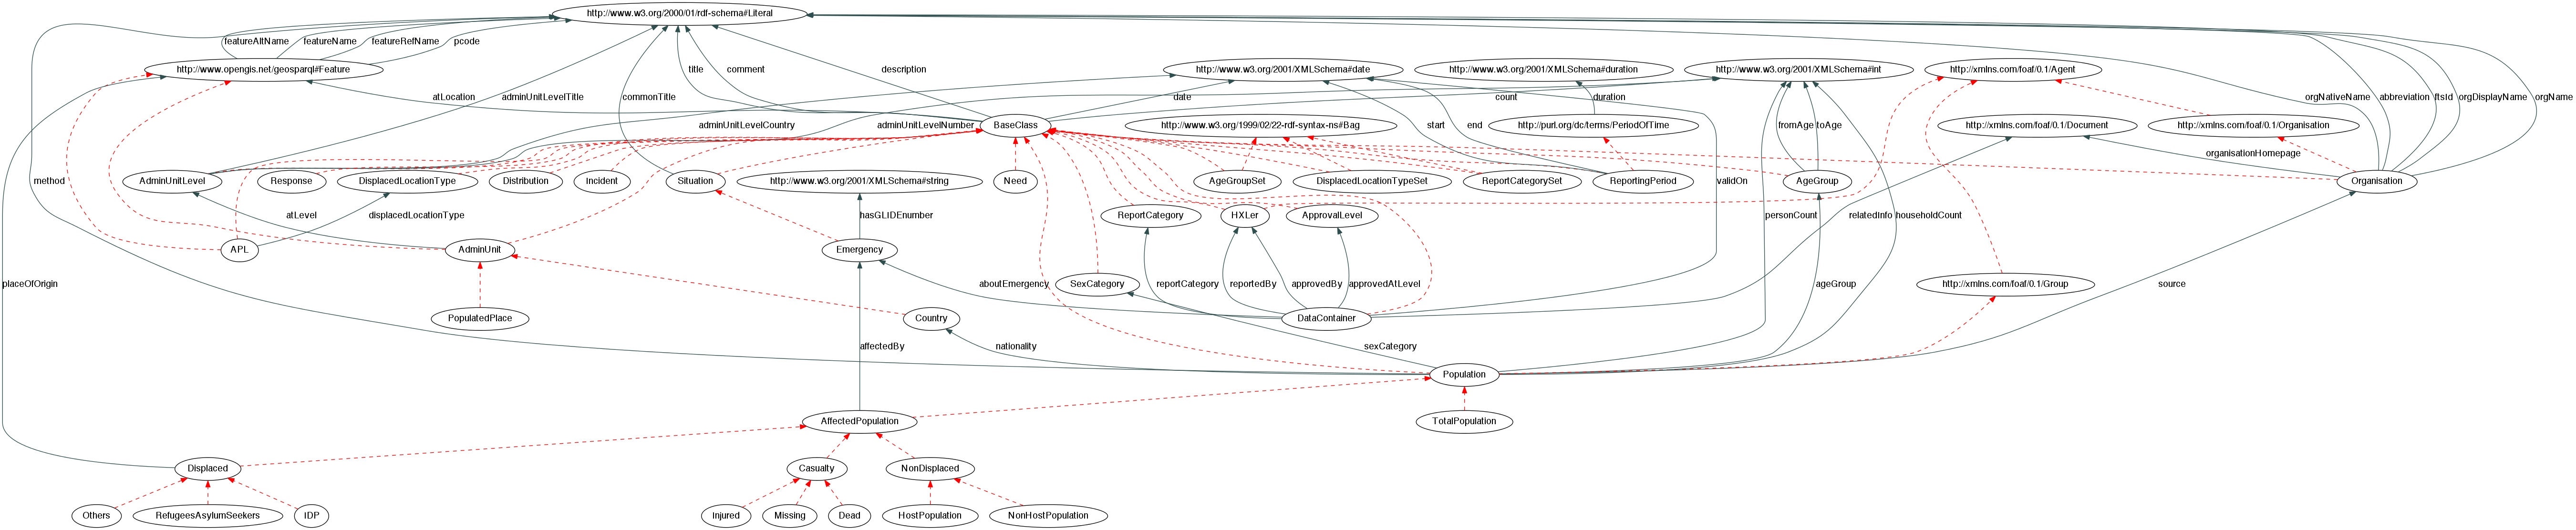 http://www.w3.org/2000/01/rdf-schema#Literal
featureAltName
featureName
featureRefName
pcode
http://www.opengis.net/geosparql#Feature
title
comment
description
http://www.w3.org/2001/XMLSchema#date
http://www.w3.org/2001/XMLSchema#duration
http://www.w3.org/2001/XMLSchema#int
http://xmlns.com/foaf/0.1/Agent
atLocation
adminUnitLevelTitle
commonTitle
date
count
duration
orgNativeName
abbreviation
ftsId
orgDisplayName
orgName
adminUnitLevelCountry
adminUnitLevelNumber
BaseClass
http://www.w3.org/1999/02/22-rdf-syntax-ns#Bag
start
end
http://purl.org/dc/terms/PeriodOfTime
fromAge
toAge
http://xmlns.com/foaf/0.1/Document
http://xmlns.com/foaf/0.1/Organisation
organisationHomepage
method
AdminUnitLevel
Response
DisplacedLocationType
Distribution
Incident
Situation
http://www.w3.org/2001/XMLSchema#string
Need
AgeGroupSet
DisplacedLocationTypeSet
ReportCategorySet
ReportingPeriod
validOn
AgeGroup
Organisation
atLevel
displacedLocationType
hasGLIDEnumber
ReportCategory
HXLer
ApprovalLevel
personCount
relatedInfo
householdCount
APL
AdminUnit
Emergency
placeOfOrigin
aboutEmergency
SexCategory
reportCategory
reportedBy
approvedBy
approvedAtLevel
ageGroup
http://xmlns.com/foaf/0.1/Group
source
PopulatedPlace
Country
DataContainer
affectedBy
nationality
sexCategory
Population
AffectedPopulation
TotalPopulation
Displaced
Casualty
NonDisplaced
Others
RefugeesAsylumSeekers
IDP
Injured
Missing
Dead
HostPopulation
NonHostPopulation